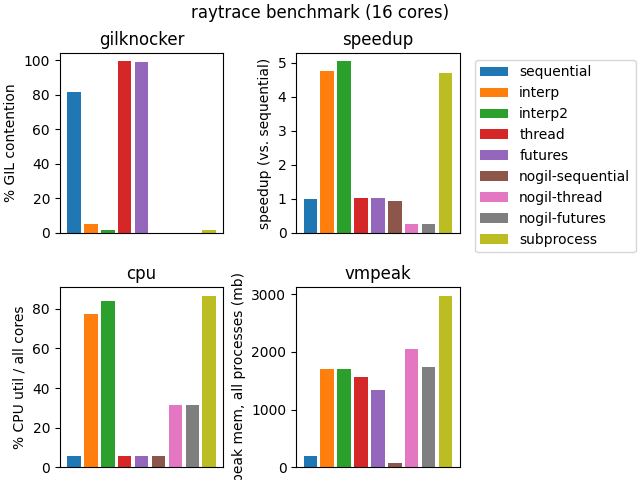 raytrace benchmark (16 cores)
gilknocker
% GIL contention
100
80
60
40
20
0
speedup
speedup (vs. sequential)
5
4
3
2
1
0
sequential
interp
interp2
thread
futures
nogil-sequential
nogil-thread
nogil-futures
subprocess
cpu
% CPU util / all cores
80
60
40
20
0
vmpeak
peak mem, all processes (mb)
3000
2000
1000
0